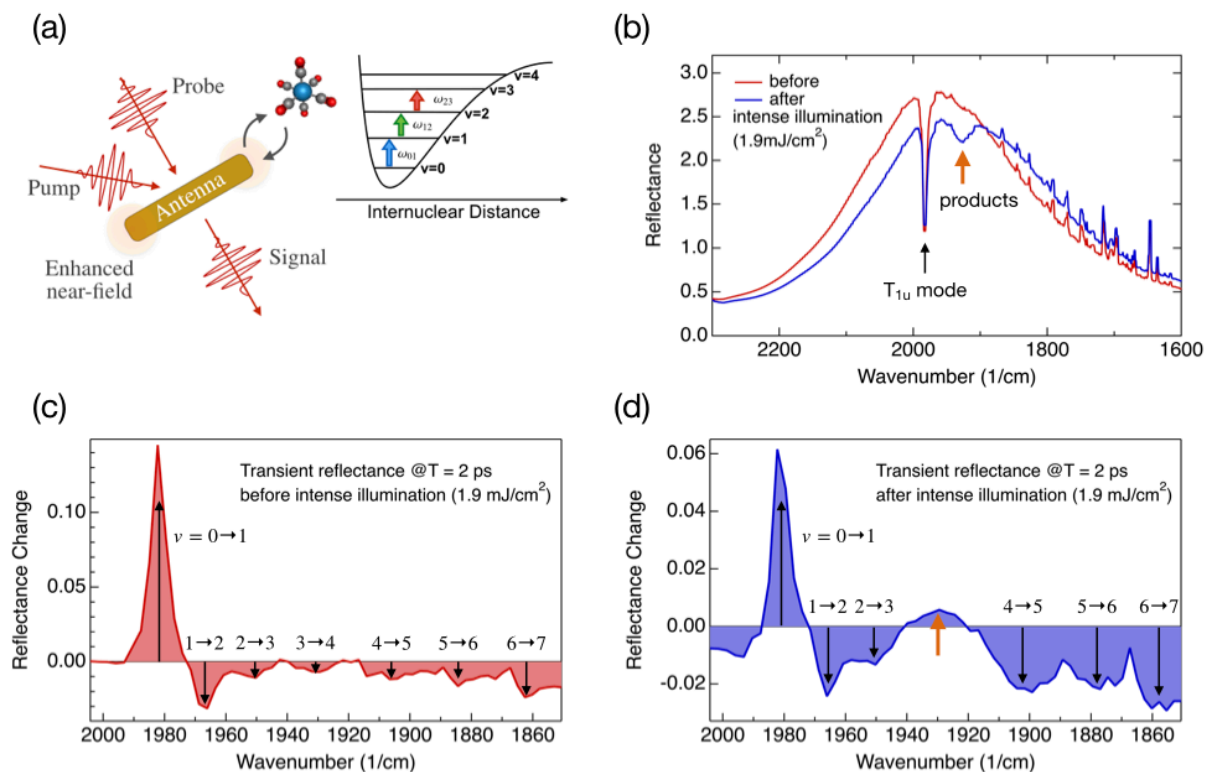 (a)
Probe
Pump
Antenna
Enhanced
near-field
Signal
v=4
v=3
ω₂₃
v=2
ω₁₂
v=1
ω₀₁
v=0
Internuclear Distance
(b)
before
after
intense illumination
(1.9mJ/cm²)
products
T₁ᵤ mode
Reflectance
3.0
2.5
2.0
1.5
1.0
0.5
0.0
2200
2000
1800
1600
Wavenumber (1/cm)
(c)
Transient reflectance @T = 2 ps
before intense illumination (1.9 mJ/cm²)
v = 0→1
1→2
2→3
3→4
4→5
5→6
6→7
Reflectance Change
0.10
0.05
0.00
2000
1980
1960
1940
1920
1900
1880
1860
Wavenumber (1/cm)
(d)
Transient reflectance @T = 2 ps
after intense illumination (1.9 mJ/cm²)
v = 0→1
1→2
2→3
4→5
5→6
6→7
Reflectance Change
0.06
0.04
0.02
0.00
-0.02
2000
1980
1960
1940
1920
1900
1880
1860
Wavenumber (1/cm)